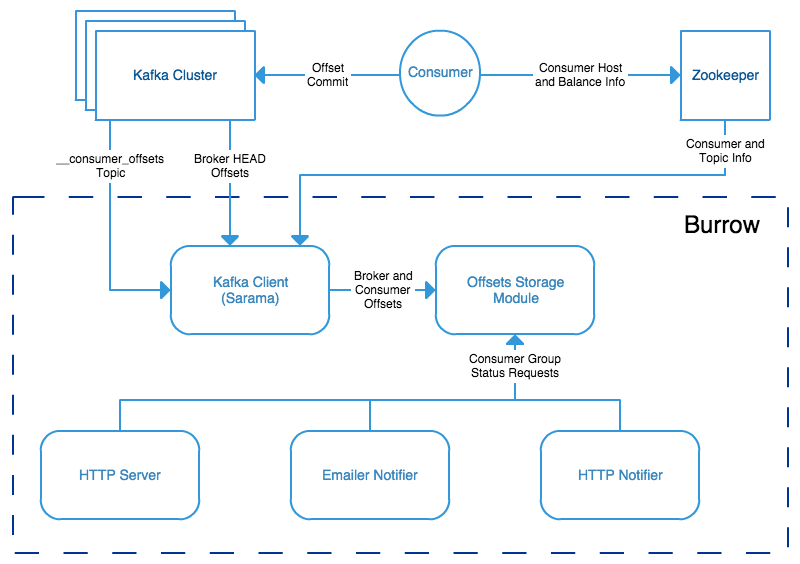 Kafka Cluster
Offset
Commit
Consumer
Consumer Host
and Balance Info
Zookeeper
__consumer_offsets
Topic
Broker HEAD
Offsets
Consumer and
Topic Info
Burrow
Kafka Client
(Sarama)
Broker and
Consumer
Offsets
Offsets Storage
Module
Consumer Group
Status Requests
HTTP Server
Emailer Notifier
HTTP Notifier